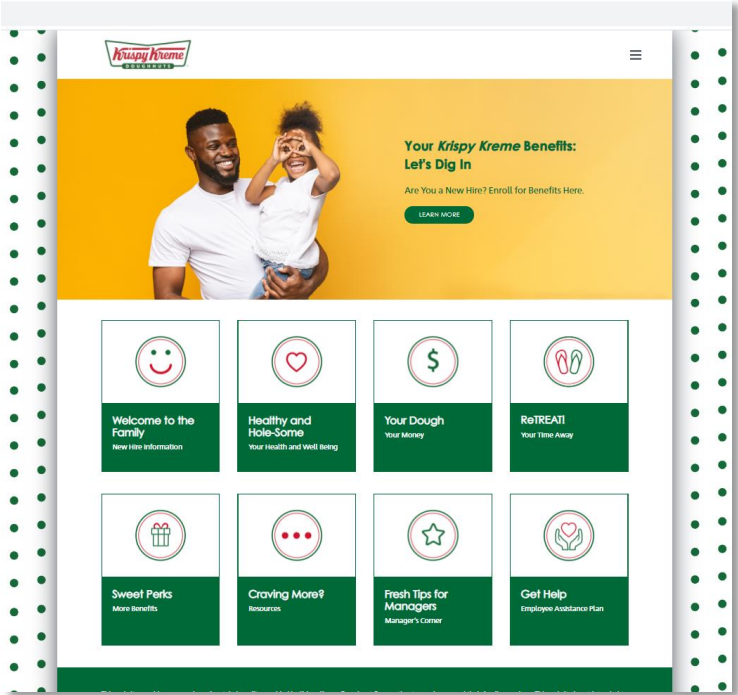 Krispy Kreme
DOUGHNUTS
Your Krispy Kreme Benefits:
Let's Dig In
Are You a New Hire? Enroll for Benefits Here.
LEARN MORE
Welcome to the
Family
New Hire Information
Healthy and
Hole-Some
Your Health and Well Being
Your Dough
Your Money
ReTREAT!
Your Time Away
Sweet Perks
More Benefits
Craving More?
Resources
Fresh Tips for
Managers
Manager's Corner
Get Help
Employee Assistance Plan